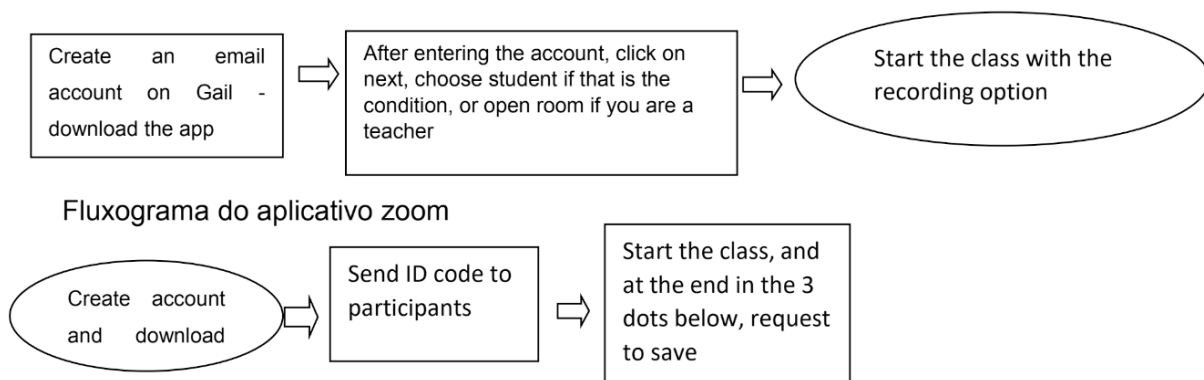 Create an email
account on Gail -
download the app
After entering the account, click on
next, choose student if that is the
condition, or open room if you are a
teacher
Start the class with the
recording option
Fluxograma do aplicativo zoom
Create account
and download
Send ID code to
participants
Start the class, and
at the end in the 3
dots below, request
to save